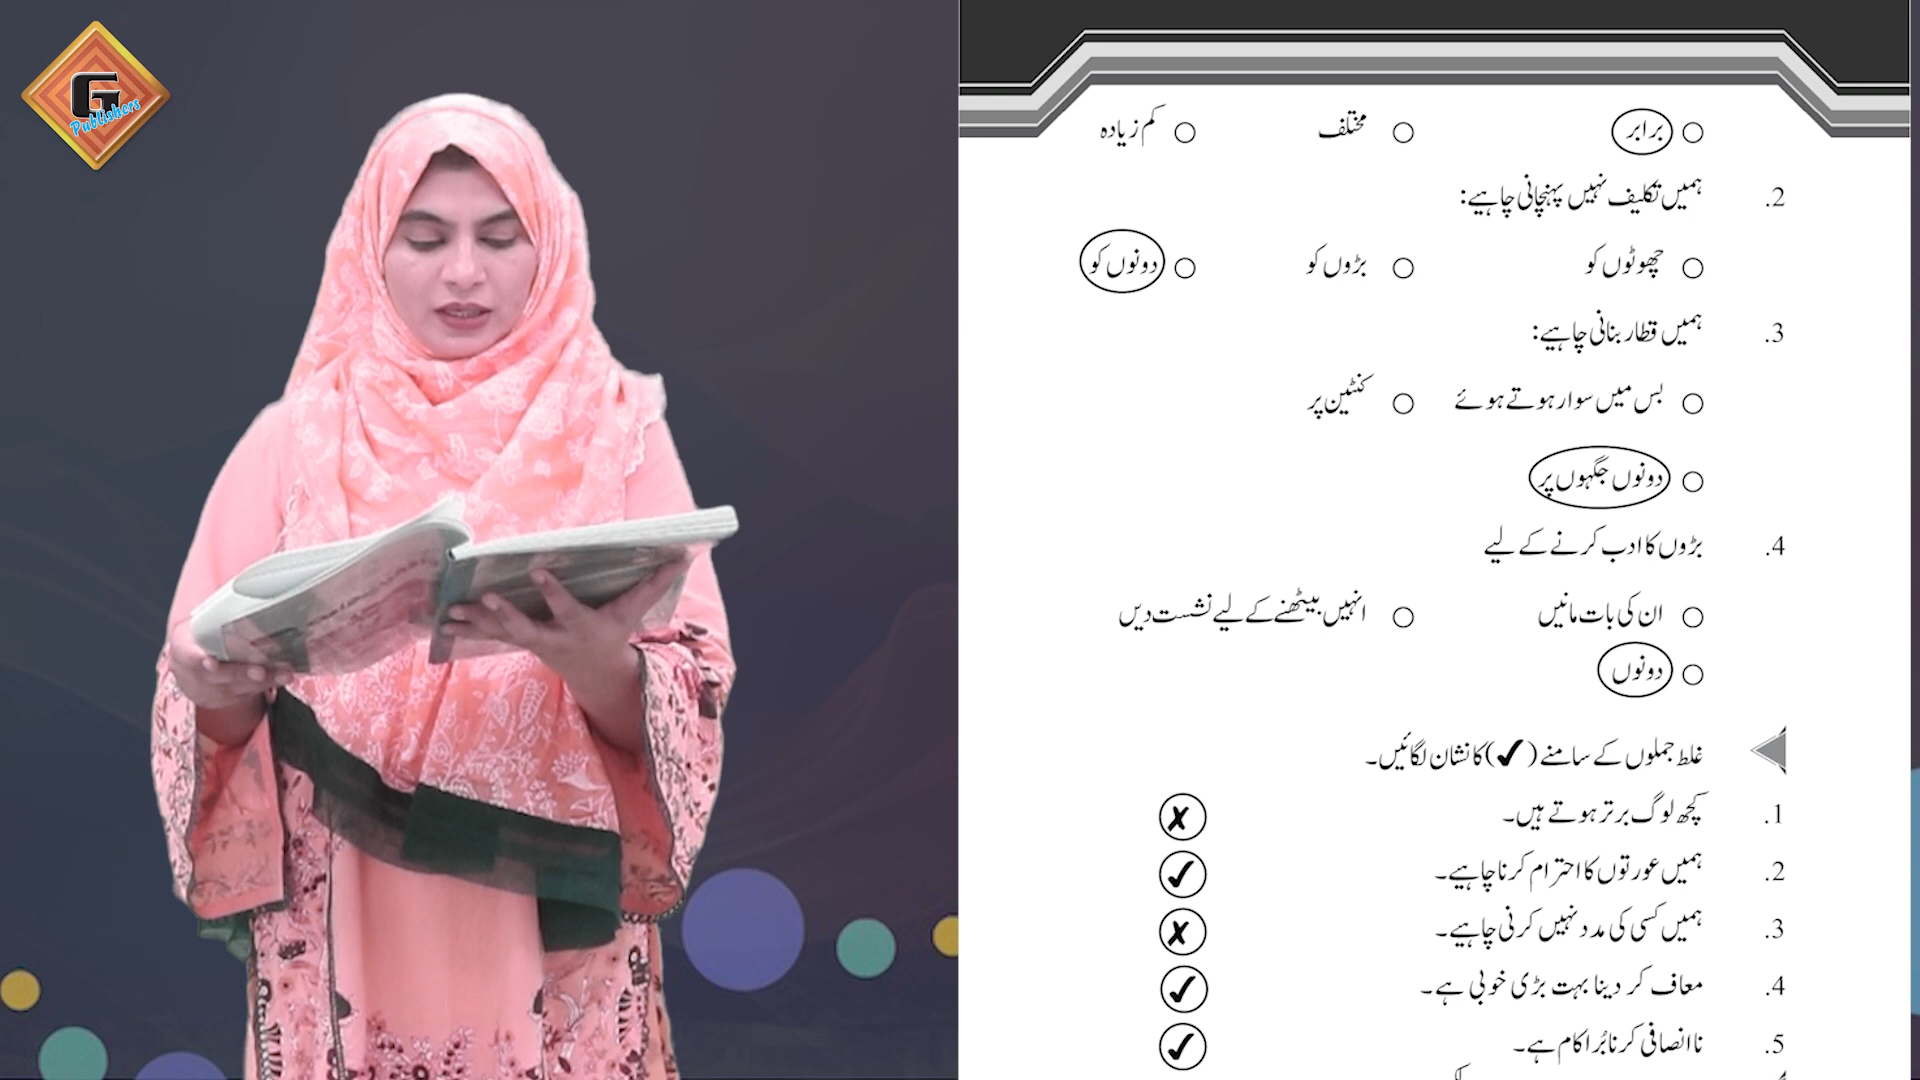 G
Publishers
○ برابر ○ مختلف ○ کم زیادہ
2. ہمیں تکلیف نہیں پہنچانی چاہیے:
○ چھوٹوں کو ○ بڑوں کو ○ دونوں کو
3. ہمیں قطار بنانی چاہیے:
○ بس میں سوار ہوتے ہوئے ○ کنٹین پر
○ دونوں جگہوں پر
4. بڑوں کا ادب کرنے کے لیے
○ ان کی بات مانیں ○ انہیں بیٹھنے کے لیے نشست دیں
○ دونوں
غلط جملوں کے سامنے (✓) کا نشان لگائیں۔
1. کچھ لوگ برتر ہوتے ہیں۔ ✗
2. ہمیں عورتوں کا احترام کرنا چاہیے۔ ✓
3. ہمیں کسی کی مدد نہیں کرنی چاہیے۔ ✗
4. معاف کر دینا بہت بڑی خوبی ہے۔ ✓
5. ناانصافی کرنا بُرا کام ہے۔ ✓